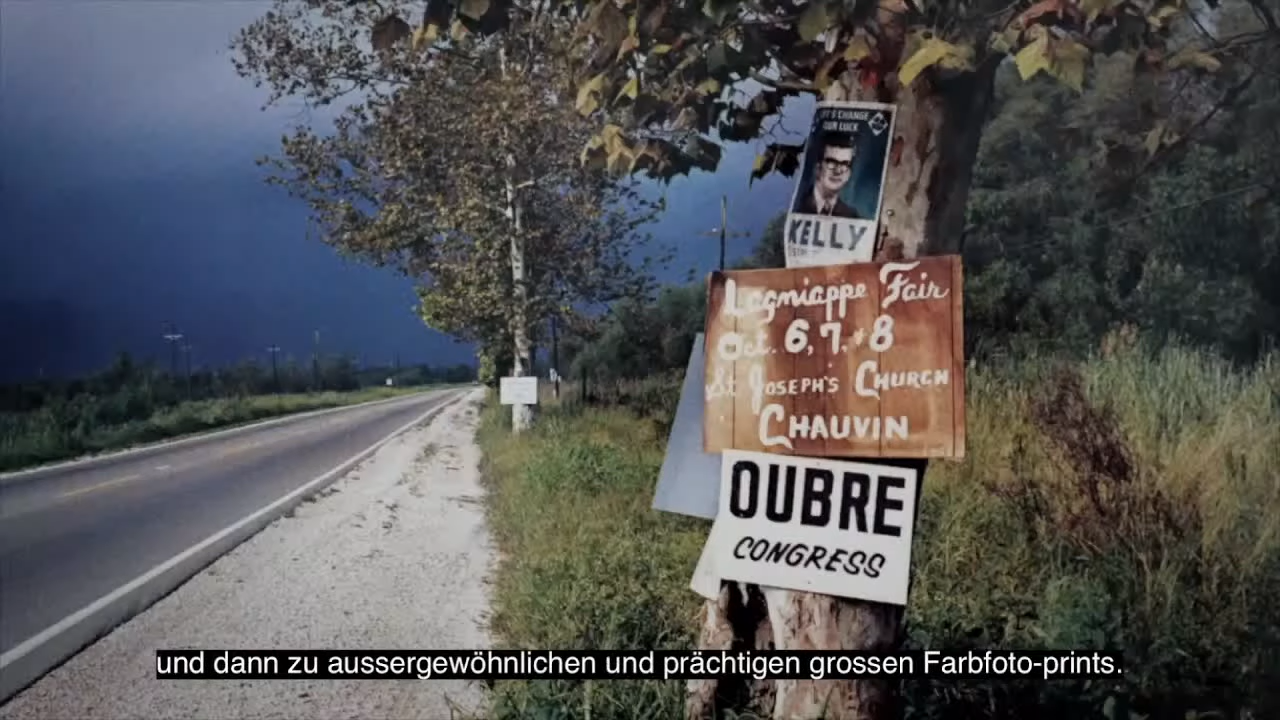 LET'S CHANGE
OUR LUCK
KELLY
Lagniappe Fair
Oct. 6, 7, & 8
St Joseph's Church
Chauvin
OUBRE
CONGRESS
und dann zu aussergewöhnlichen und prächtigen grossen Farbfoto-prints.